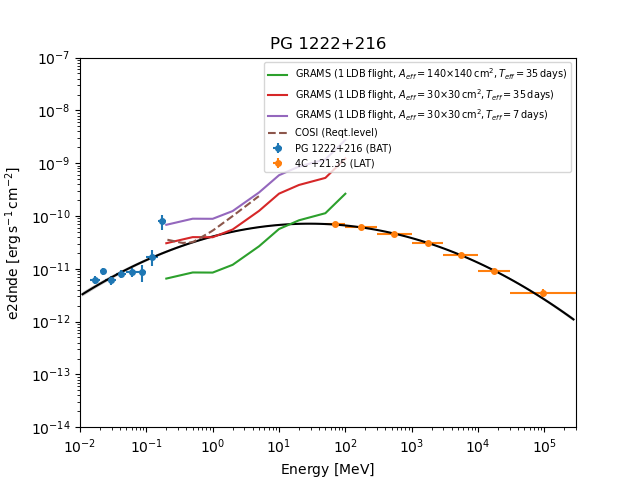 PG 1222+216
GRAMS (1 LDB flight, A_eff = 140×140 cm², T_eff = 35 days)
GRAMS (1 LDB flight, A_eff = 30×30 cm², T_eff = 35 days)
GRAMS (1 LDB flight, A_eff = 30×30 cm², T_eff = 7 days)
COSI (Reqt.level)
PG 1222+216 (BAT)
4C +21.35 (LAT)
e2dnde [erg s⁻¹ cm⁻²]
10⁻⁷
10⁻⁸
10⁻⁹
10⁻¹⁰
10⁻¹¹
10⁻¹²
10⁻¹³
10⁻¹⁴
10⁻² 10⁻¹ 10⁰ 10¹ 10² 10³ 10⁴ 10⁵
Energy [MeV]